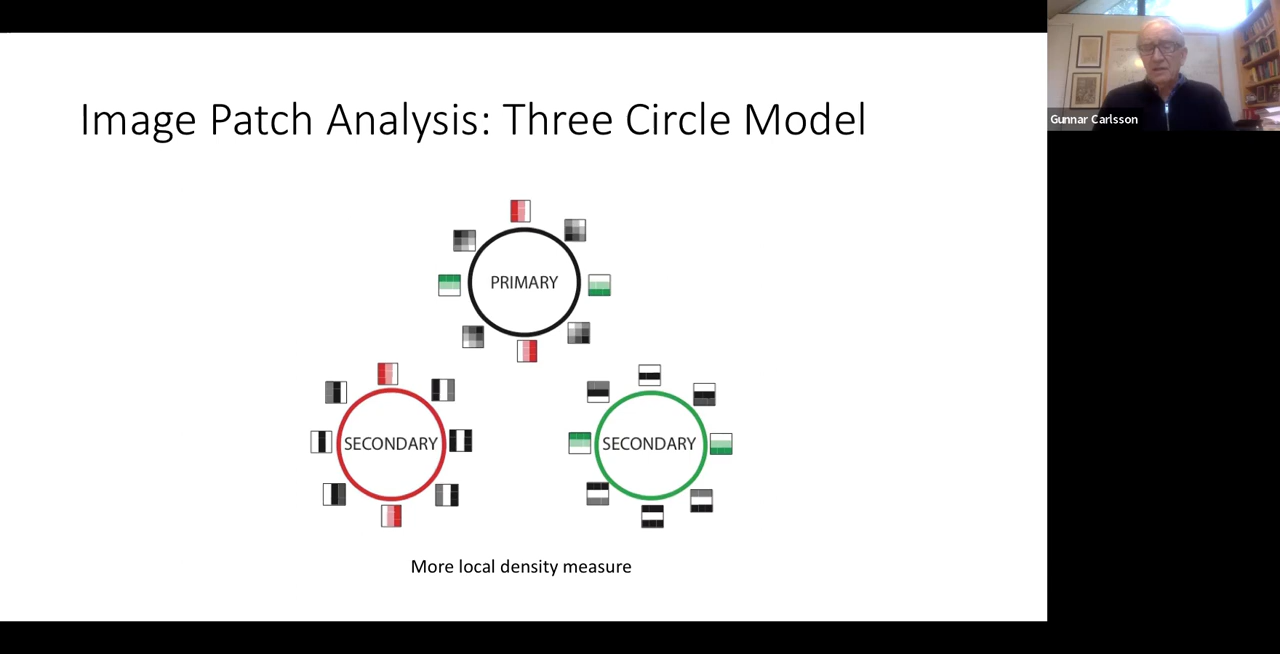 Image Patch Analysis: Three Circle Model
Gunnar Carlsson
PRIMARY
SECONDARY
SECONDARY
More local density measure